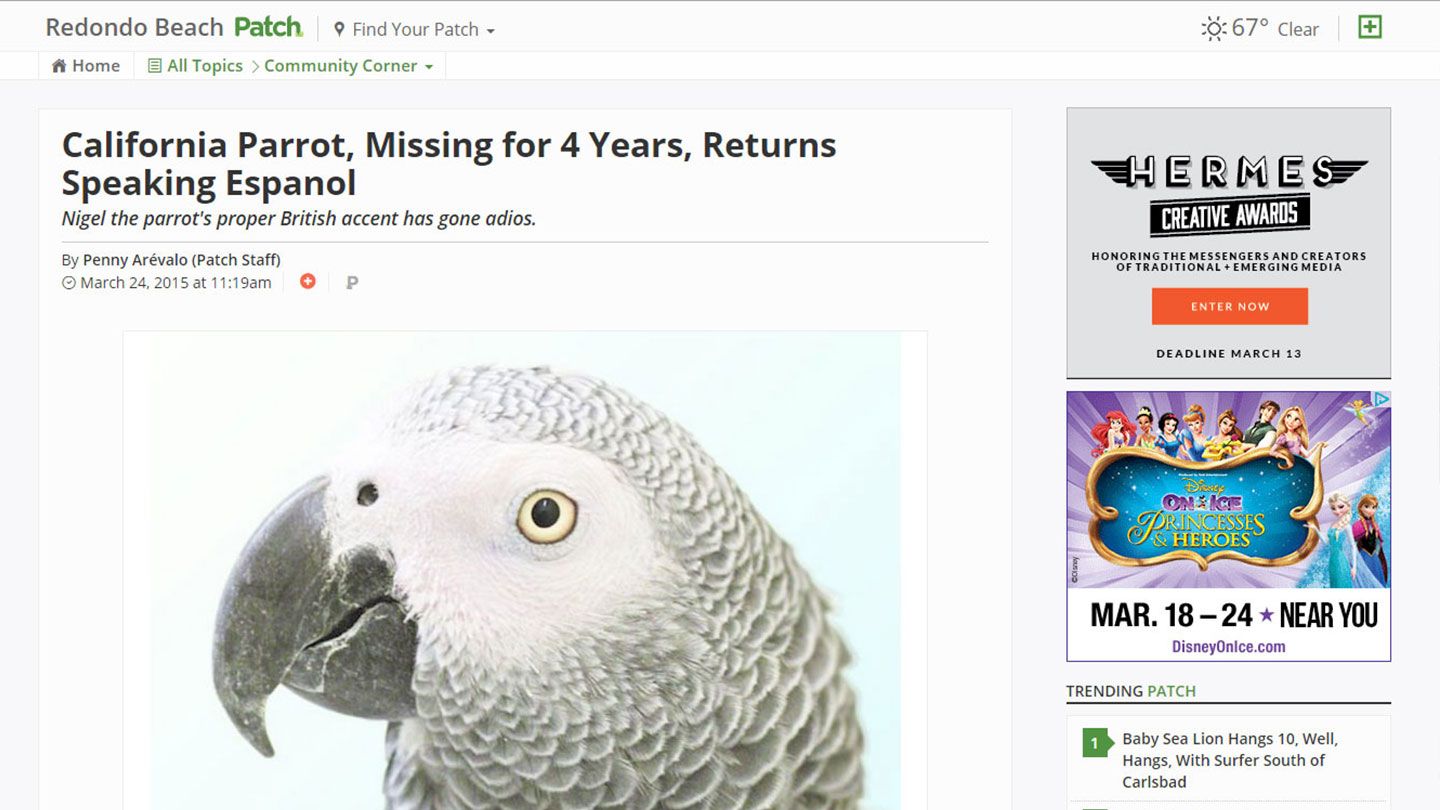 Redondo Beach Patch
Find Your Patch
67° Clear
Home
All Topics
Community Corner
California Parrot, Missing for 4 Years, Returns
Speaking Espanol
Nigel the parrot's proper British accent has gone adios.
By Penny Arévalo (Patch Staff)
March 24, 2015 at 11:19am
P
HERMES
CREATIVE AWARDS
HONORING THE MESSENGERS AND CREATORS
OF TRADITIONAL + EMERGING MEDIA
ENTER NOW
DEADLINE MARCH 13
Disney
ON ICE
PRINCESSES
& HEROES
©Disney
MAR. 18 – 24 ★ NEAR YOU
DisneyOnIce.com
TRENDING PATCH
1
Baby Sea Lion Hangs 10, Well,
Hangs, With Surfer South of
Carlsbad